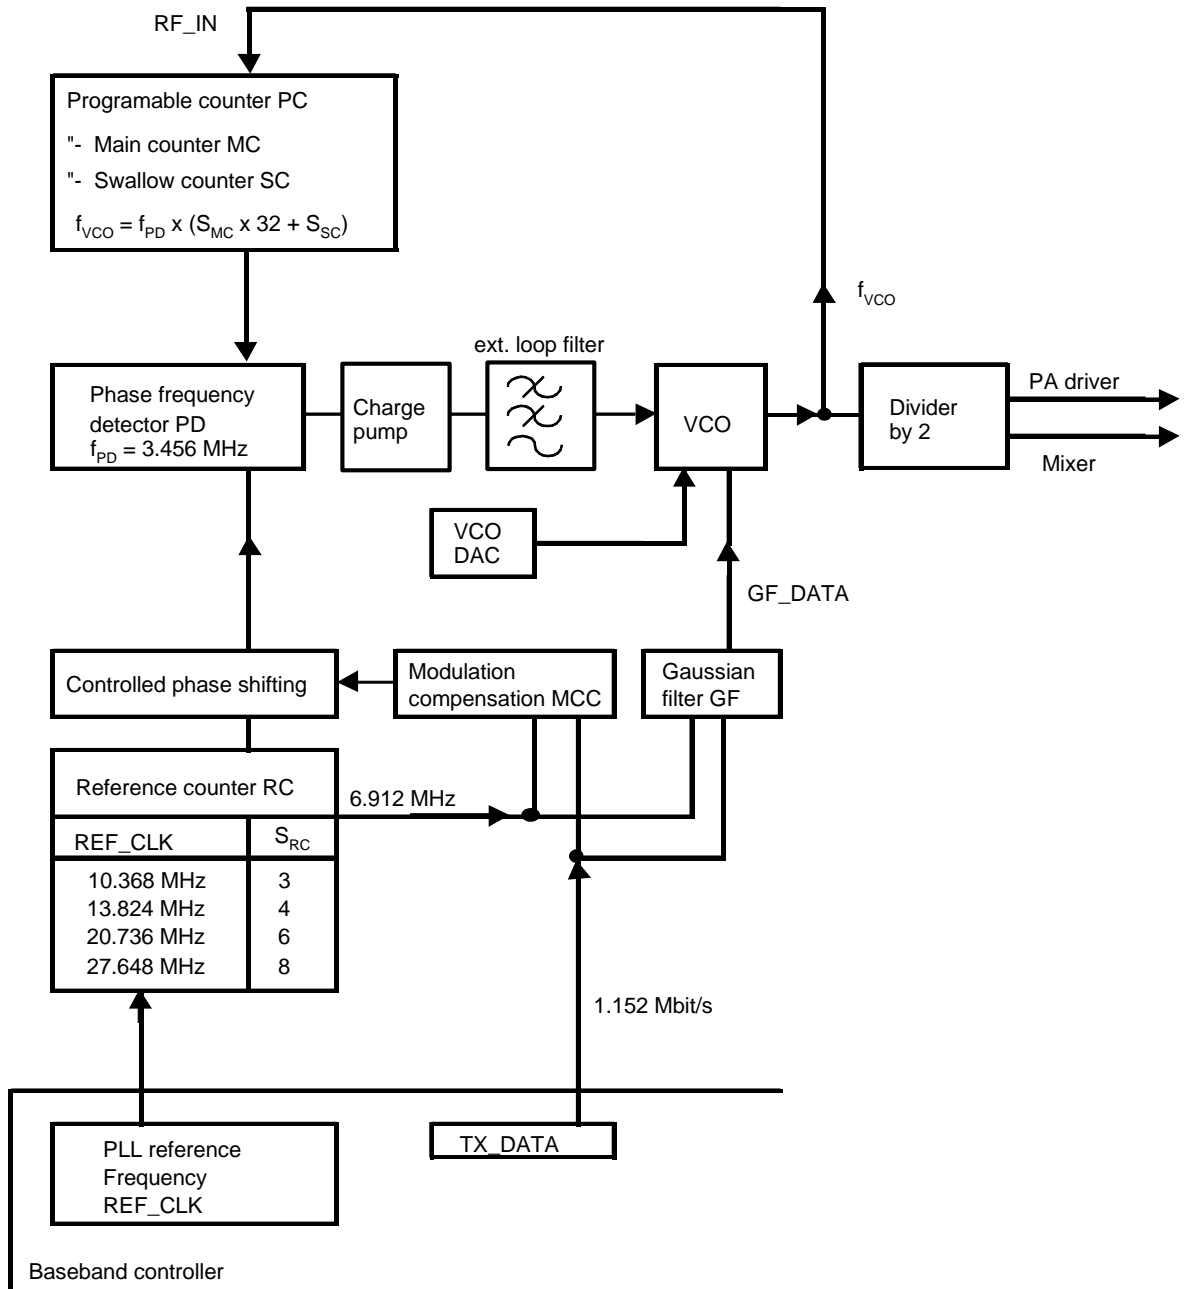 RF_IN
Programable counter PC
"- Main counter MC
"- Swallow counter SC
fVCO = fPD x (SMC x 32 + SSC)
fVCO
ext. loop filter
Phase frequency
detector PD
fPD = 3.456 MHz
Charge
pump
VCO
Divider
by 2
PA driver
Mixer
VCO
DAC
GF_DATA
Controlled phase shifting
Modulation
compensation MCC
Gaussian
filter GF
Reference counter RC
6.912 MHz
REF_CLK SRC
10.368 MHz 3
13.824 MHz 4
20.736 MHz 6
27.648 MHz 8
1.152 Mbit/s
PLL reference
Frequency
REF_CLK
TX_DATA
Baseband controller